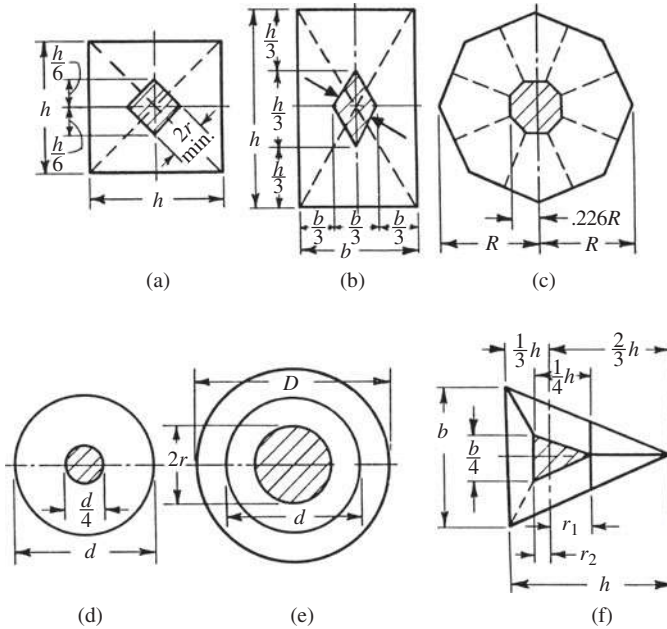 h/6
h
h/6
2r
min.
h
(a)
h/3
h/3
h
h/3
b/3 b/3 b/3
b
(b)
.226R
R R
(c)
d/4
d
(d)
D
2r
d
(e)
1/3 h 2/3 h
1/4 h
b
b/4
r₁
r₂
h
(f)